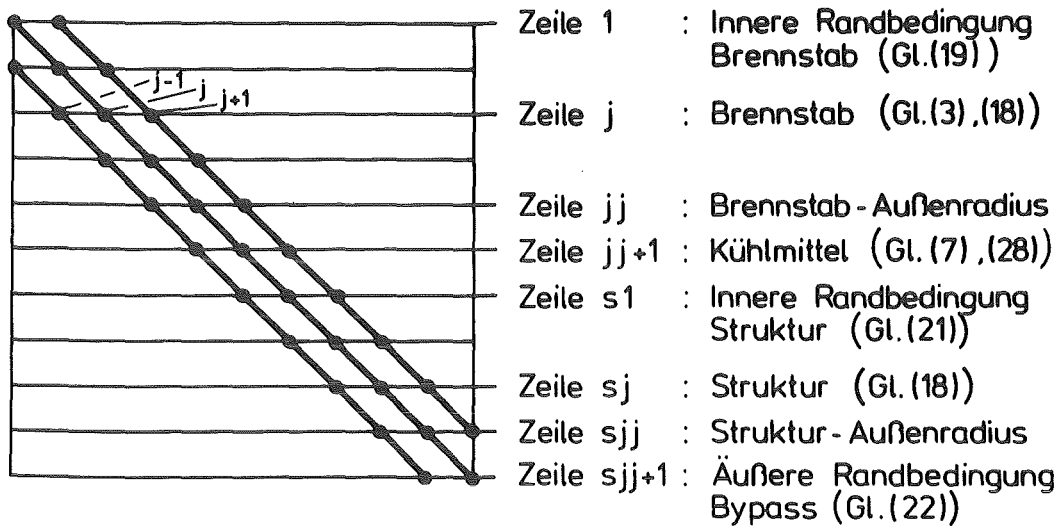 Zeile 1 : Innere Randbedingung
Brennstab (Gl.(19))
j-1
j
j+1
Zeile j : Brennstab (Gl.(3),(18))
Zeile jj : Brennstab-Außenradius
Zeile jj+1 : Kühlmittel (Gl.(7),(28))
Zeile s1 : Innere Randbedingung
Struktur (Gl.(21))
Zeile sj : Struktur (Gl.(18))
Zeile sjj : Struktur-Außenradius
Zeile sjj+1 : Äußere Randbedingung
Bypass (Gl.(22))